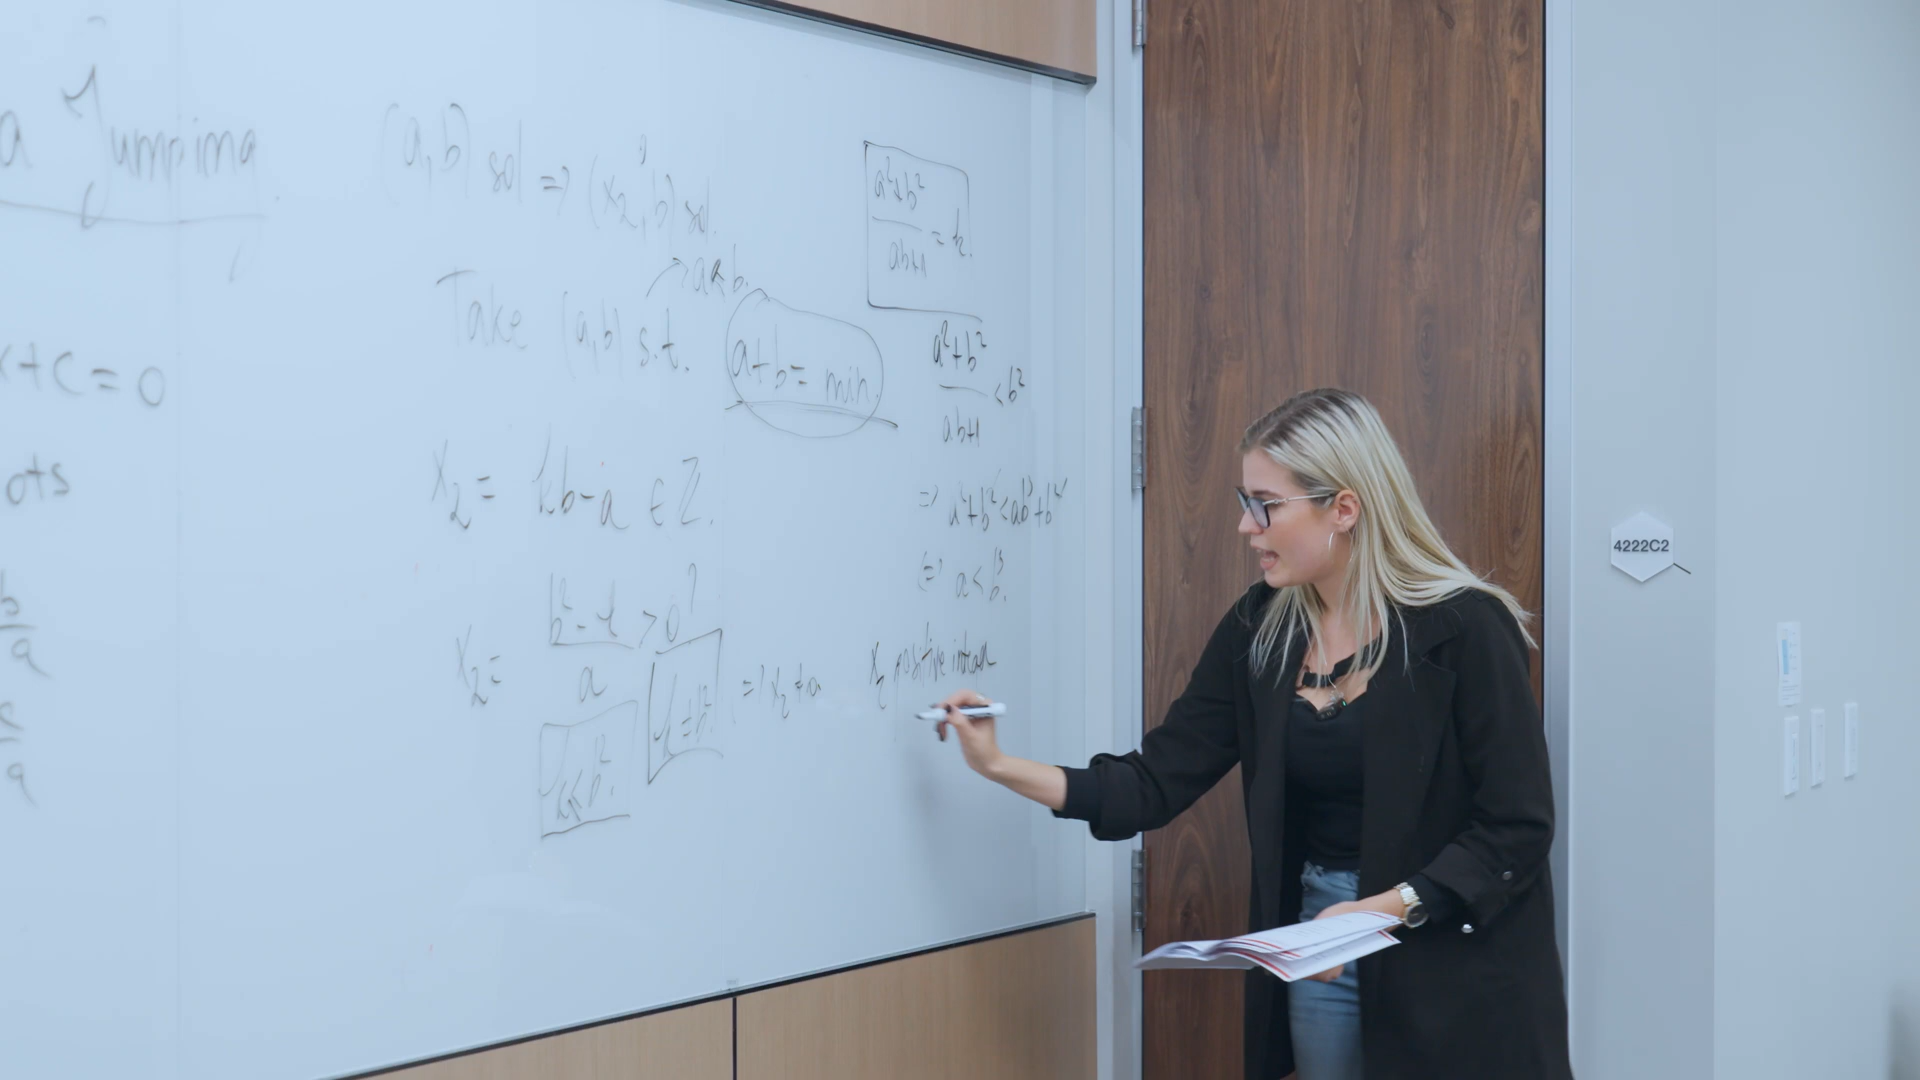 a Jumping
x+c=0
ots
b/a
c/a
(a,b) sol => (x₂,b) sol.
Take (a,b) s.t. a+b = min.
a<b.
x₂ = kb-a ∈ ℤ.
x₂ = (b²-k)/a > 0?
k<b².
k=b². => x₂≠a
(a²+b²)/(ab+1) = k.
(a²+b²)/(ab+1) < b²
=> a²+b² < ab³+b²
<=> a<b³.
x₂ positive
4222C2